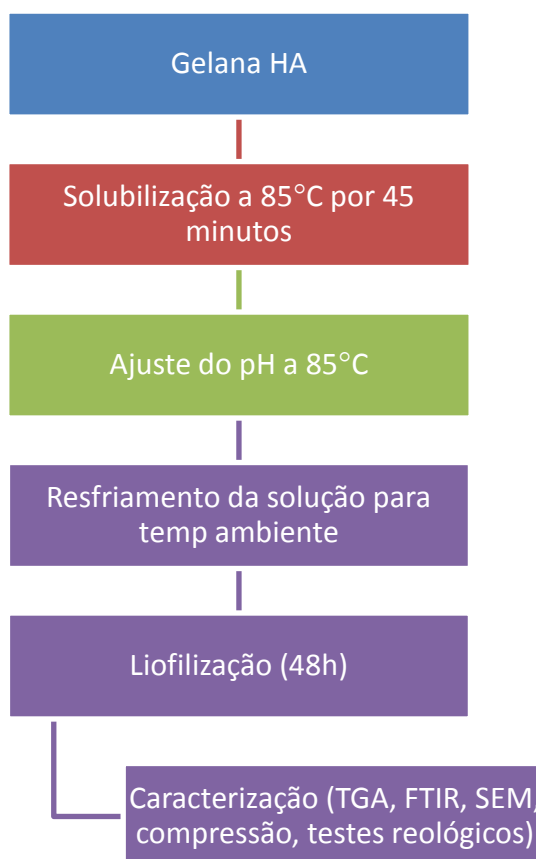 Gelana HA
Solubilização a 85°C por 45
minutos
Ajuste do pH a 85°C
Resfriamento da solução para
temp ambiente
Liofilização (48h)
Caracterização (TGA, FTIR, SEM,
compressão, testes reológicos)